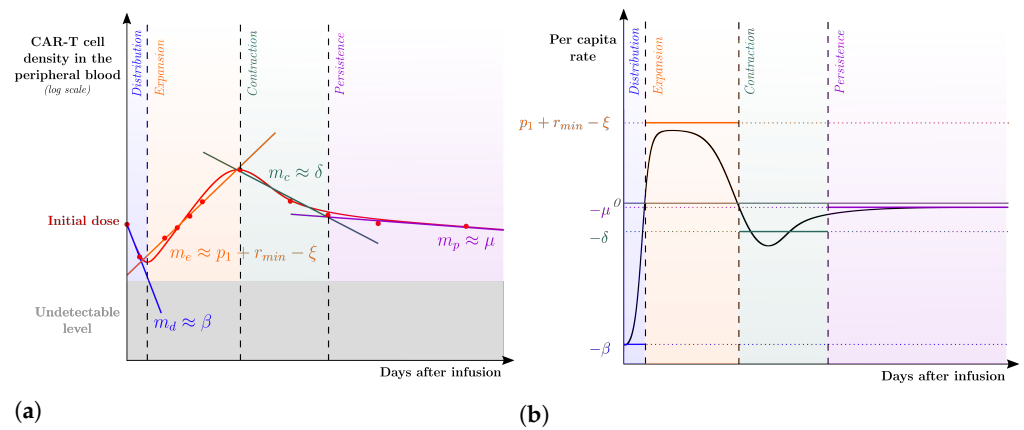 CAR-T cell
density in the
peripheral blood
(log scale)
Distribution
Expansion
Contraction
Persistence
Initial dose
m_c ≈ δ
m_p ≈ μ
m_e ≈ p_1 + r_min − ξ
m_d ≈ β
Undetectable
level
Days after infusion
(a)
Per capita
rate
Distribution
Expansion
Contraction
Persistence
p_1 + r_min − ξ
0
−μ
−δ
−β
Days after infusion
(b)